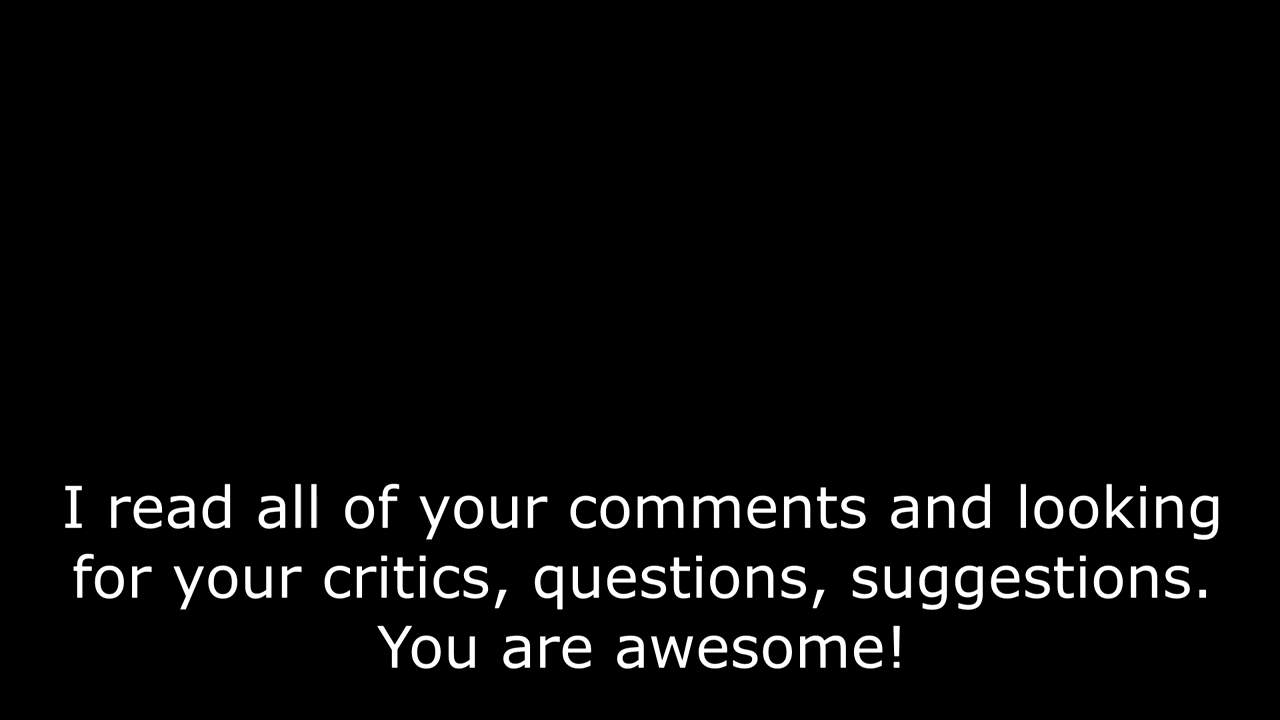 I read all of your comments and looking
for your critics, questions, suggestions.
You are awesome!